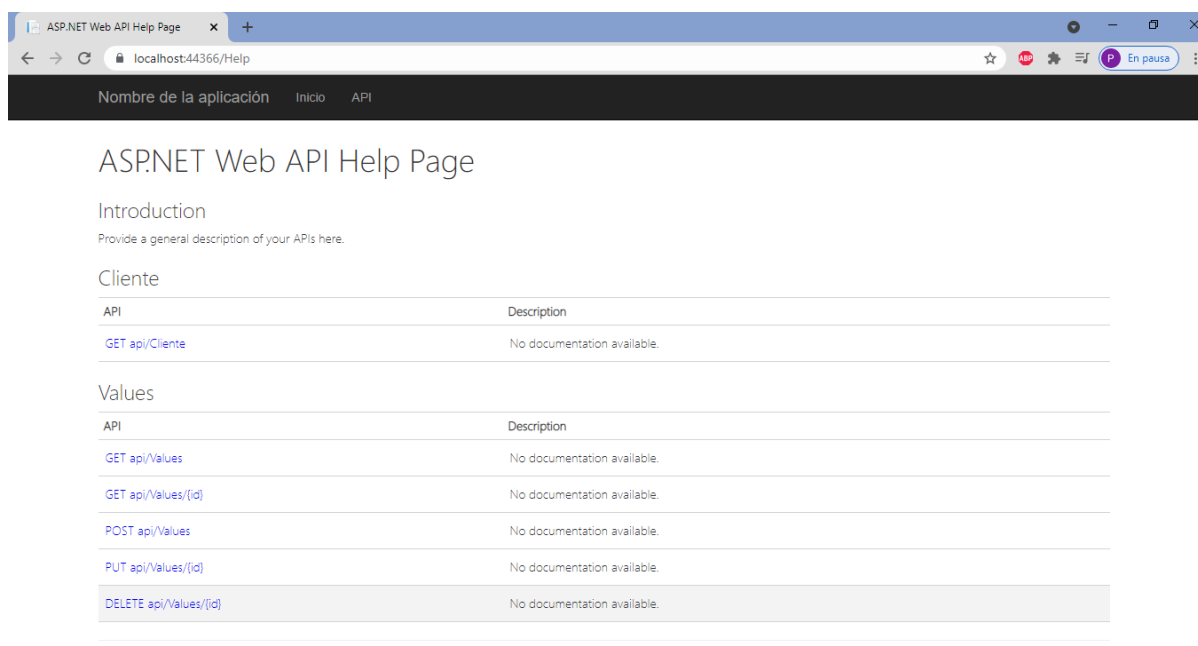 ASP.NET Web API Help Page
localhost:44366/Help
ABP
P En pausa
Nombre de la aplicación Inicio API
ASP.NET Web API Help Page
Introduction
Provide a general description of your APIs here.
Cliente
API Description
GET api/Cliente No documentation available.
Values
API Description
GET api/Values No documentation available.
GET api/Values/{id} No documentation available.
POST api/Values No documentation available.
PUT api/Values/{id} No documentation available.
DELETE api/Values/{id} No documentation available.